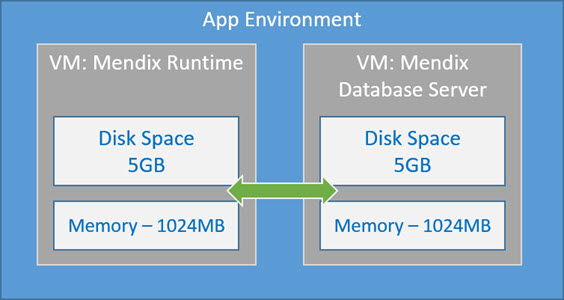 App Environment
VM: Mendix Runtime
Disk Space
5GB
Memory – 1024MB
VM: Mendix
Database Server
Disk Space
5GB
Memory – 1024MB